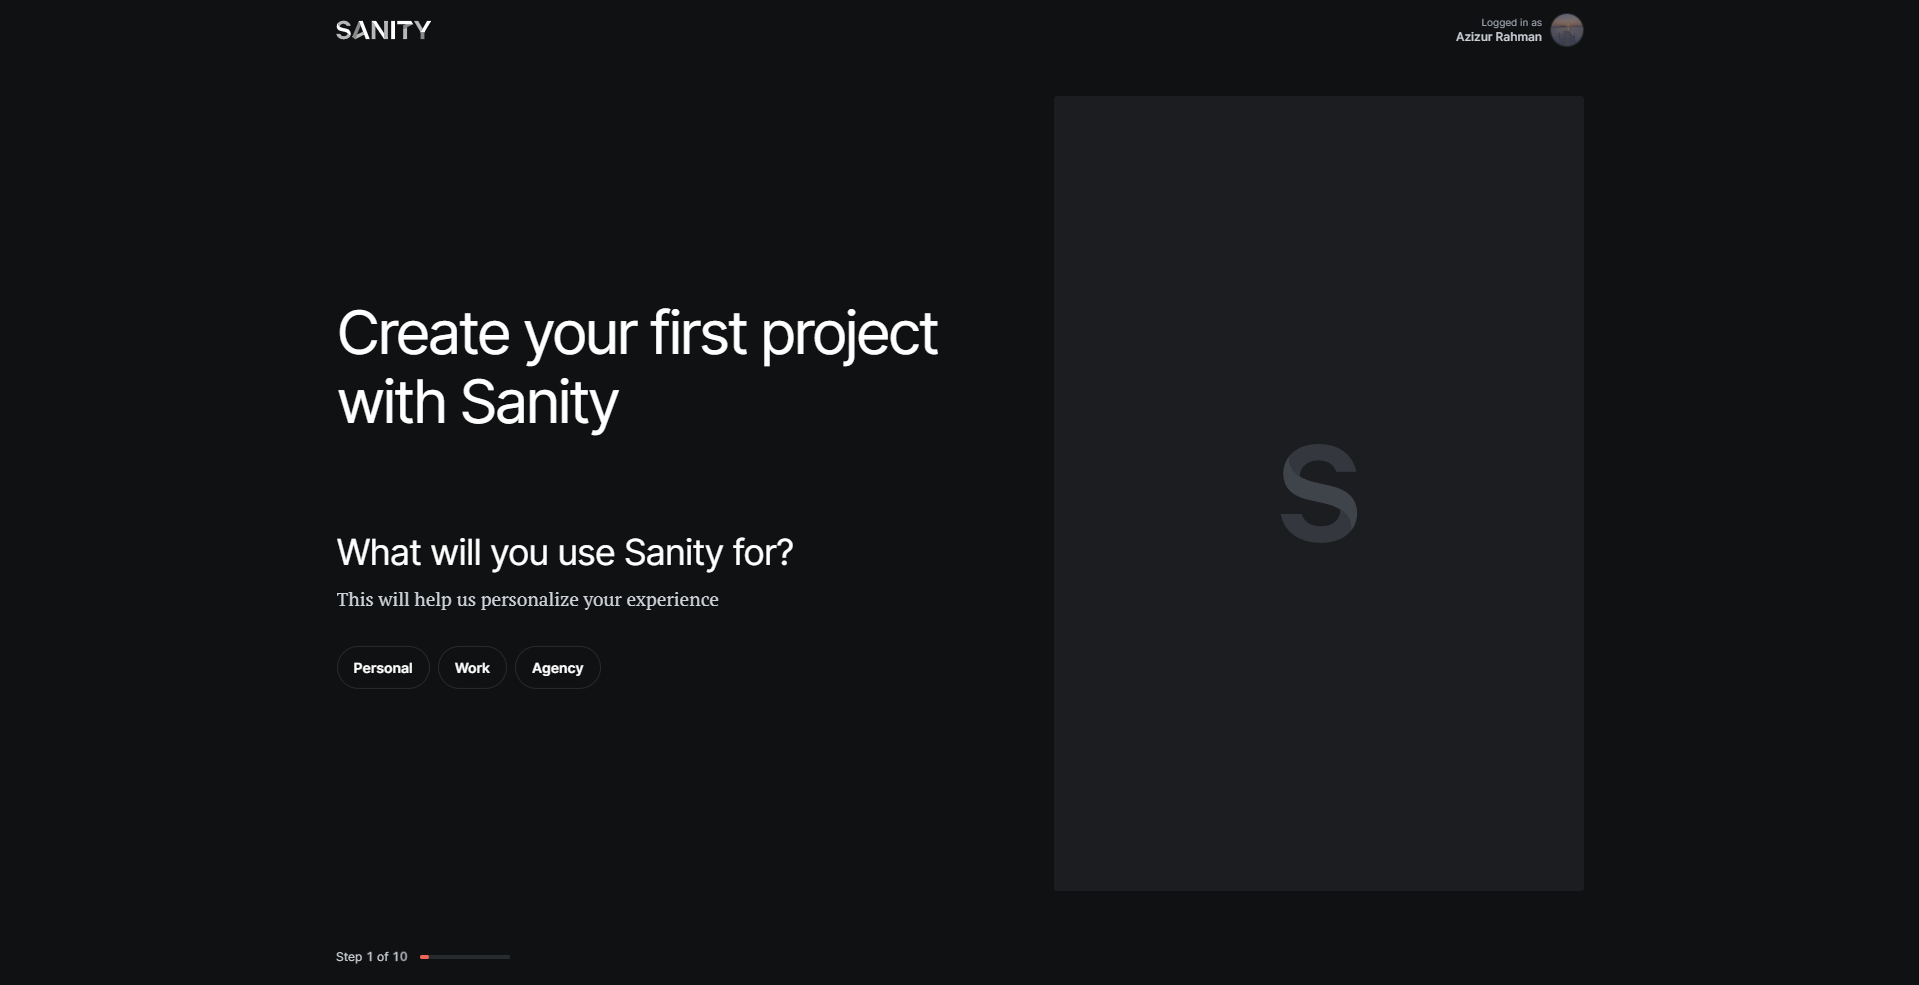 SANITY
Logged in as
Azizur Rahman
Create your first project
with Sanity
What will you use Sanity for?
This will help us personalize your experience
Personal
Work
Agency
S
Step 1 of 10